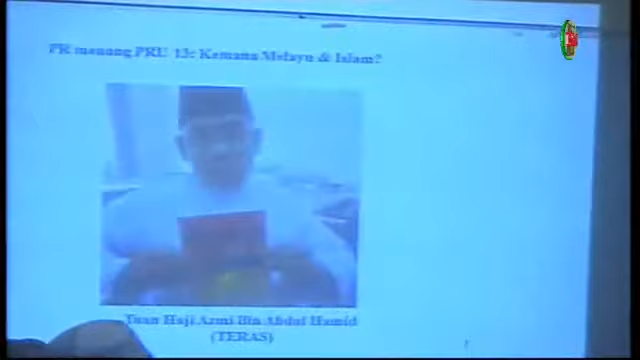 PR menang PRU 13: Kemana Melayu & Islam?
Tuan Haji Azmi Bin Abdul Hamid
(TERAS)